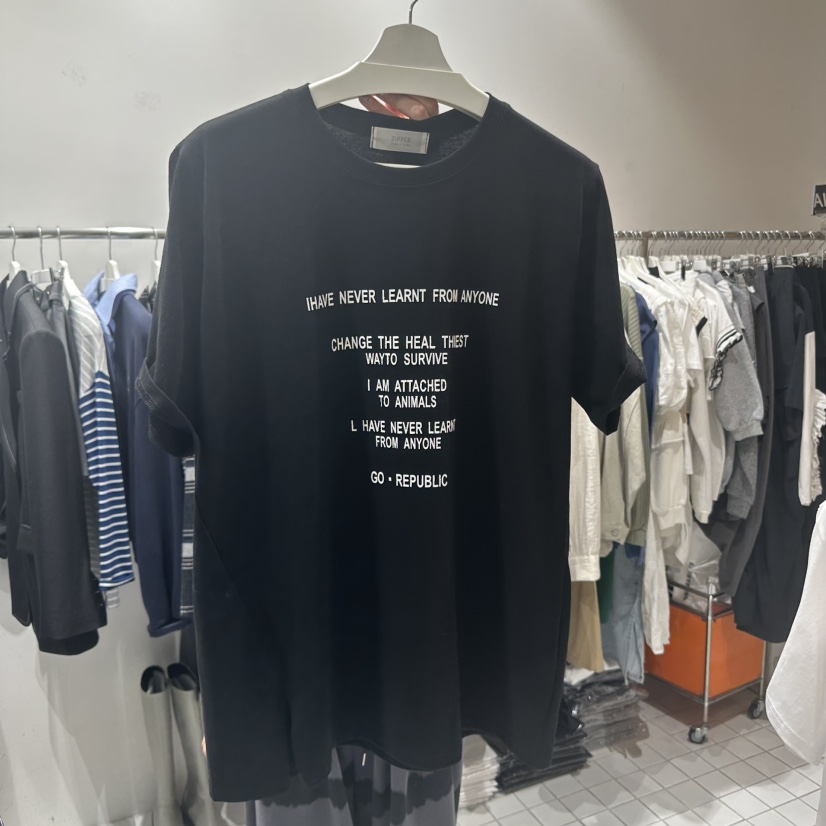 IHAVE NEVER LEARNT FROM ANYONE
CHANGE THE HEAL THIEST
WAYTO SURVIVE
I AM ATTACHED
TO ANIMALS
L HAVE NEVER LEARNT
FROM ANYONE
GO • REPUBLIC